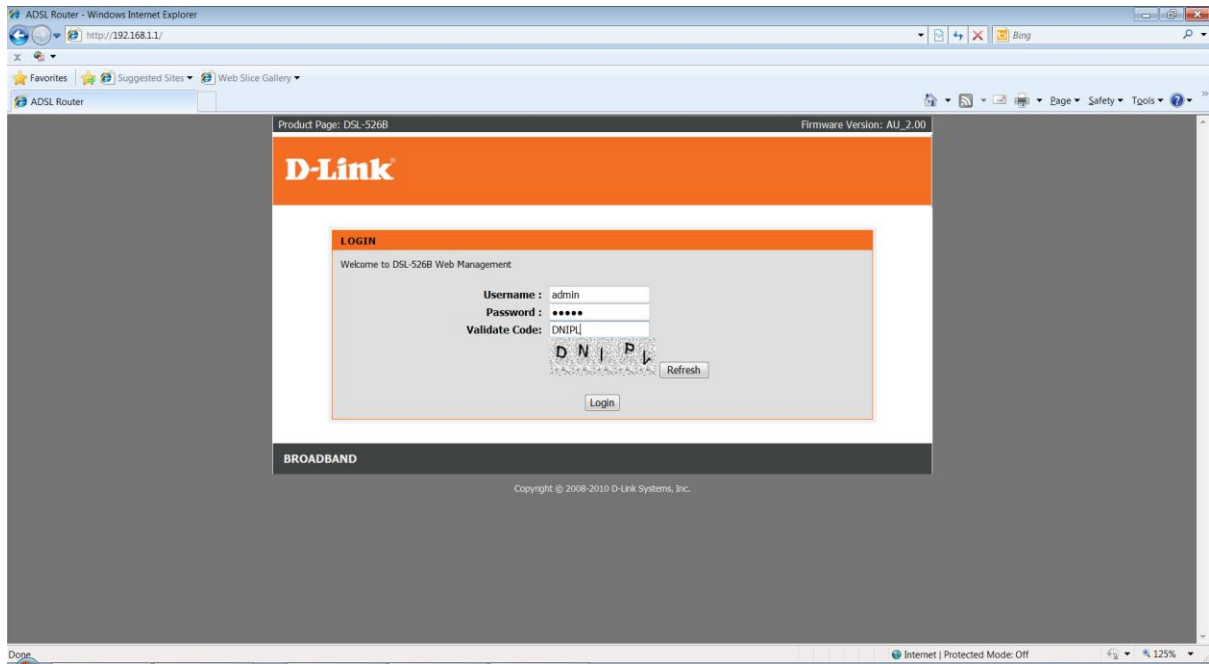 ADSL Router - Windows Internet Explorer
http://192.168.1.1/
Bing
x
Favorites Suggested Sites Web Slice Gallery
ADSL Router
Page Safety Tools
Product Page: DSL-526B Firmware Version: AU_2.00
D-Link
LOGIN
Welcome to DSL-526B Web Management
Username : admin
Password : •••••
Validate Code: DNIPL
D N I P L
Refresh
Login
BROADBAND
Copyright © 2008-2010 D-Link Systems, Inc.
Done Internet | Protected Mode: Off 125%